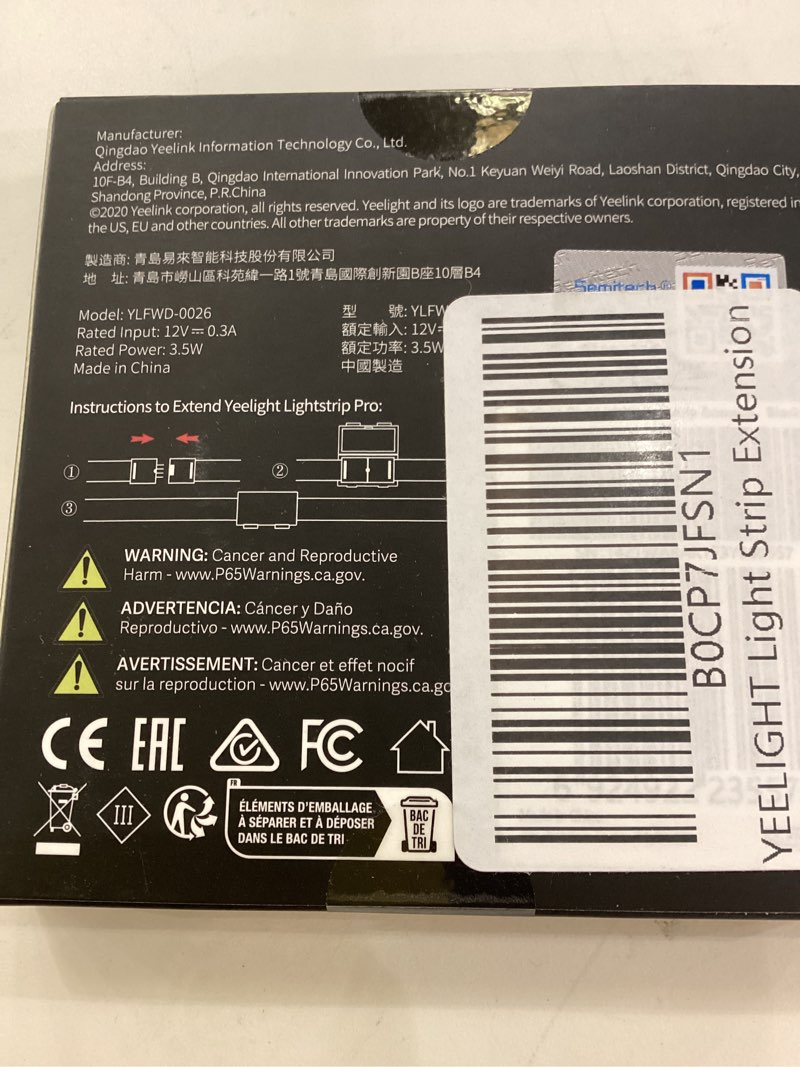 Manufacturer:
Qingdao Yeelink Information Technology Co., Ltd.
Address:
10F-B4, Building B, Qingdao International Innovation Park, No.1 Keyuan Weiyi Road, Laoshan District, Qingdao City,
Shandong Province, P.R.China
©2020 Yeelink corporation, all rights reserved. Yeelight and its logo are trademarks of Yeelink corporation, registered in
the US, EU and other countries. All other trademarks are property of their respective owners.
製造商: 青島易來智能科技股份有限公司
地 址: 青島市嶗山區科苑緯一路1號青島國際創新園B座10層B4
Model: YLFWD-0026
Rated Input: 12V⎓0.3A
Rated Power: 3.5W
Made in China
型 號: YLFW
額定輸入: 12V
額定功率: 3.5W
中國製造
Semitech®
Instructions to Extend Yeelight Lightstrip Pro:
①
②
③
WARNING: Cancer and Reproductive
Harm - www.P65Warnings.ca.gov.
ADVERTENCIA: Cáncer y Daño
Reproductivo - www.P65Warnings.ca.gov.
AVERTISSEMENT: Cancer et effet nocif
sur la reproduction - www.P65Warnings.ca.go
CE EAC FC
III
FR
ÉLÉMENTS D'EMBALLAGE
À SÉPARER ET À DÉPOSER
DANS LE BAC DE TRI
BAC
DE
TRI
B0CP7JFSN1
YEELIGHT Light Strip Extension